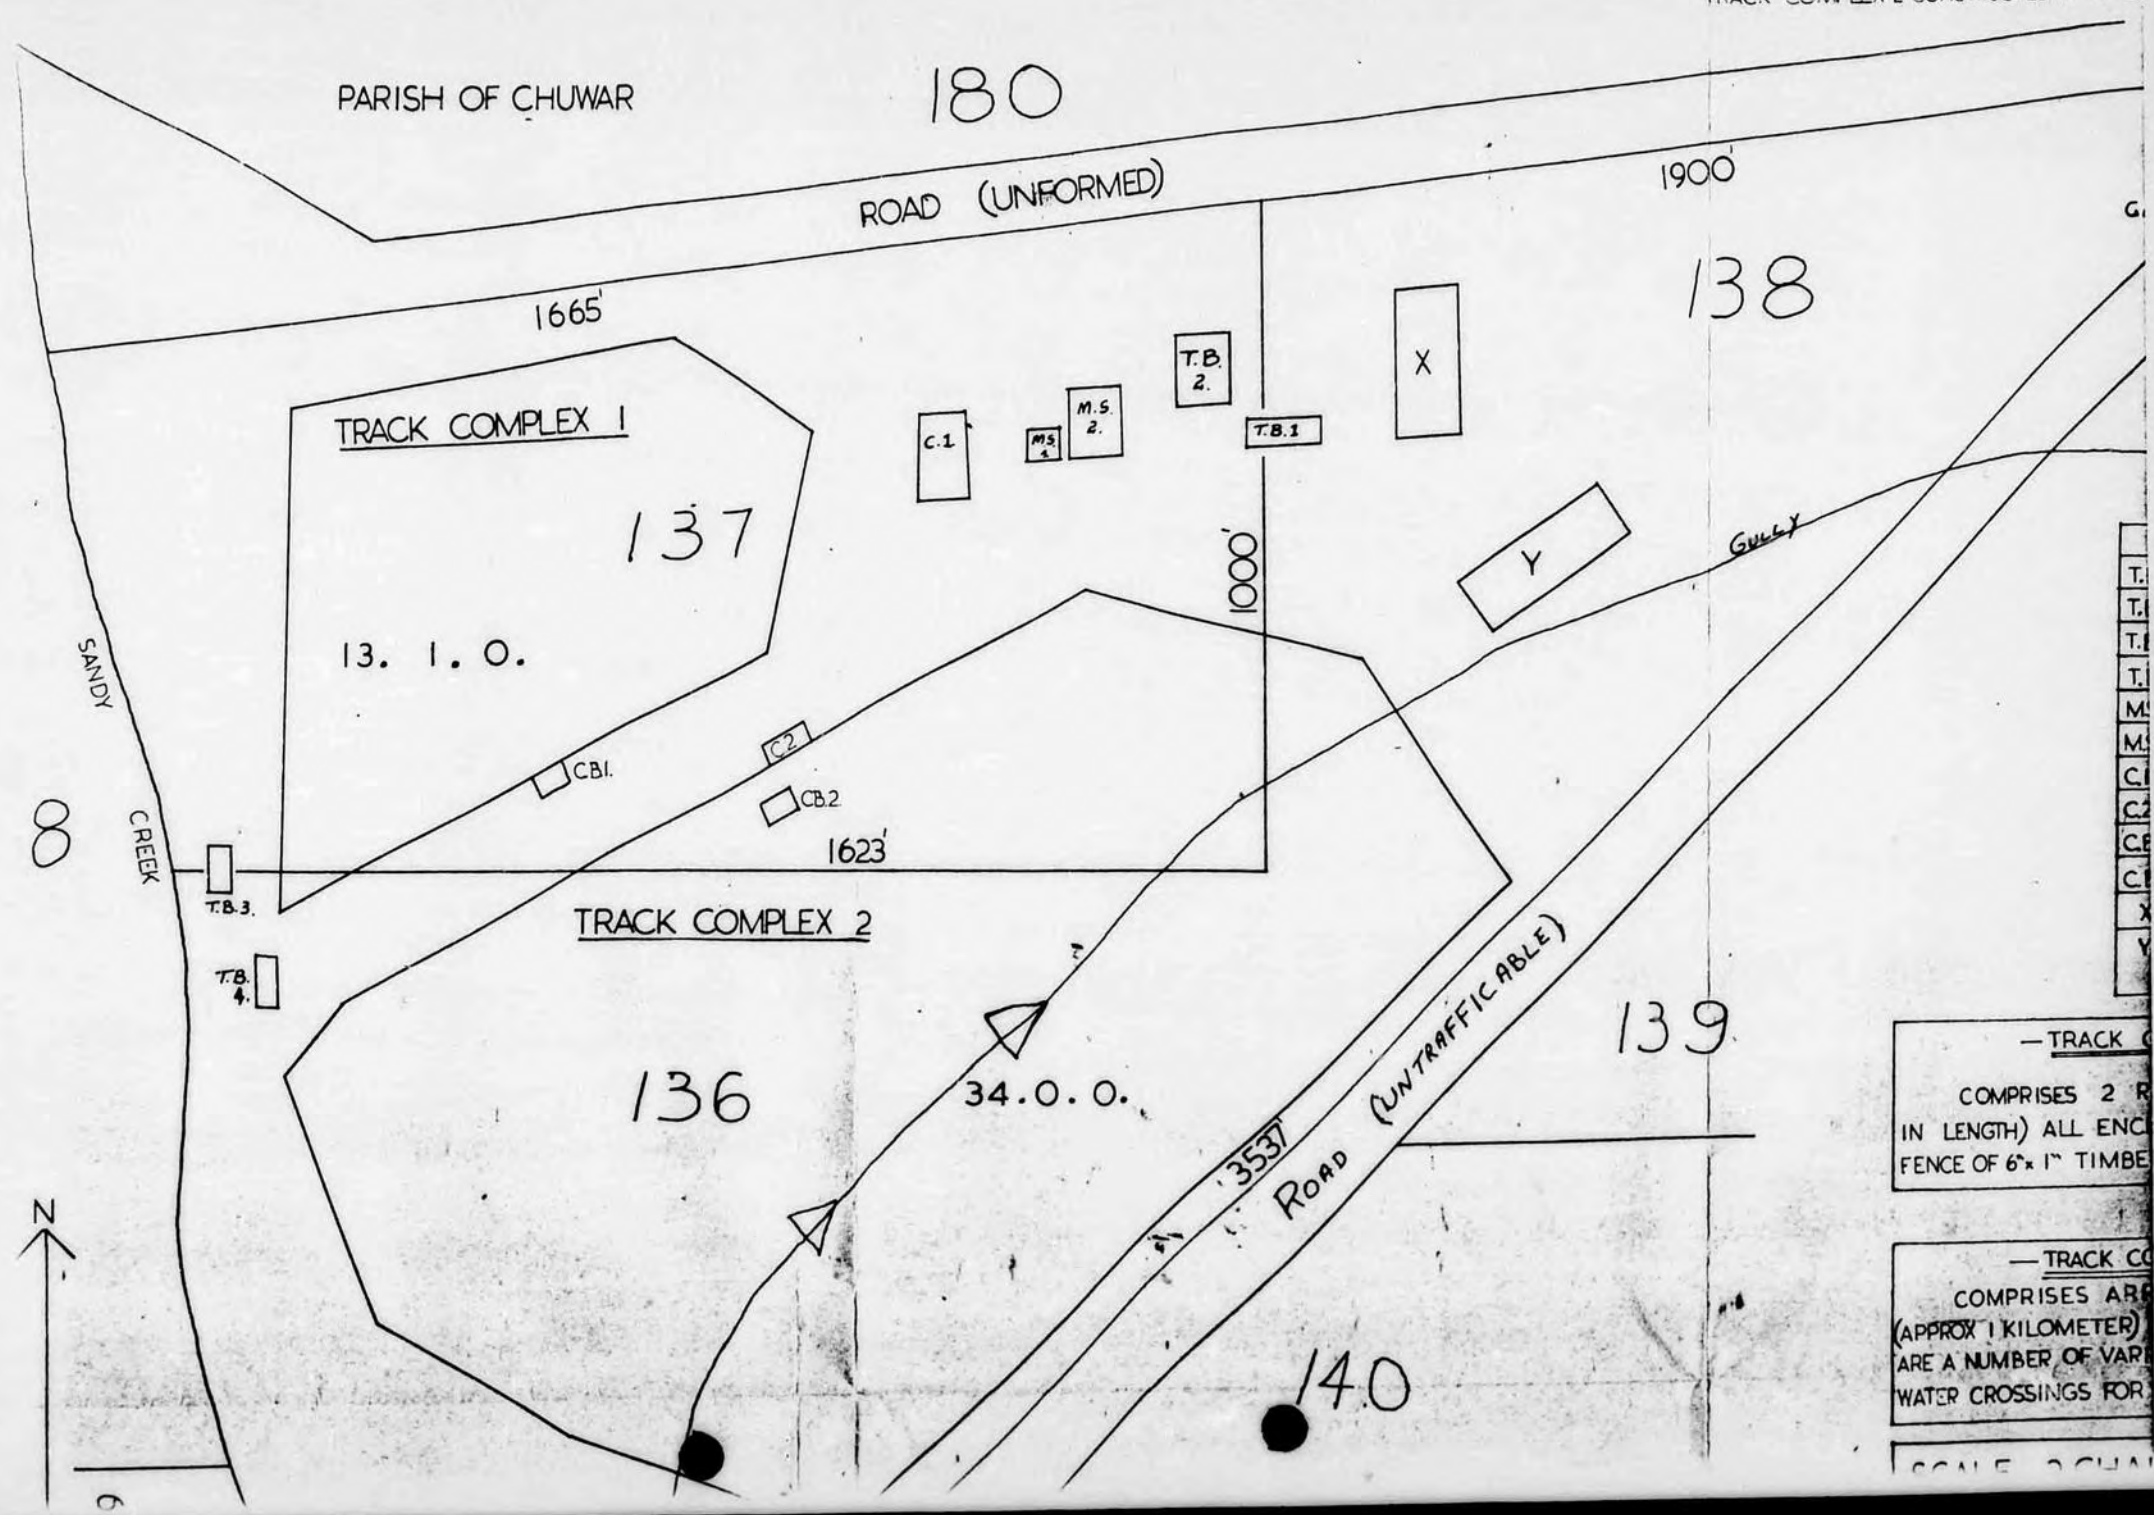 PARISH OF CHUWAR
180
ROAD (UNFORMED)
1900'
1665'
138
TRACK COMPLEX 1
C.1
M.S.
1
M.S.
2.
T.B.
2.
T.B.1
X
137
1000'
Y
GULLY
13. 1. 0.
SANDY
CREEK
8
C2
CB1.
CB.2
1623'
T.B.3.
TRACK COMPLEX 2
T.B.
4.
136
34.0.0.
3537'
ROAD (UNTRAFFICABLE)
139
140
N
6
T.
T.
T.
T.
C2
X
Y
— TRACK
COMPRISES 2
IN LENGTH) ALL
FENCE OF 6"x 1"
— TRACK
COMPRISES
(APPROX 1 KILOMETER)
ARE A NUMBER OF
WATER CROSSINGS FOR